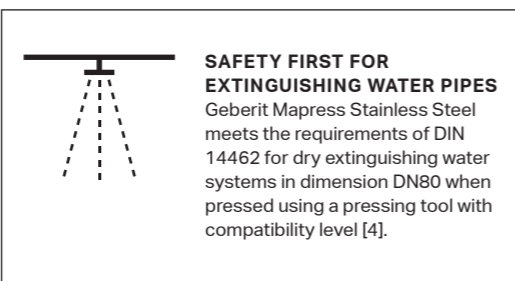 SAFETY FIRST FOR
EXTINGUISHING WATER PIPES
Geberit Mapress Stainless Steel
meets the requirements of DIN
14462 for dry extinguishing water
systems in dimension DN80 when
pressed using a pressing tool with
compatibility level [4].